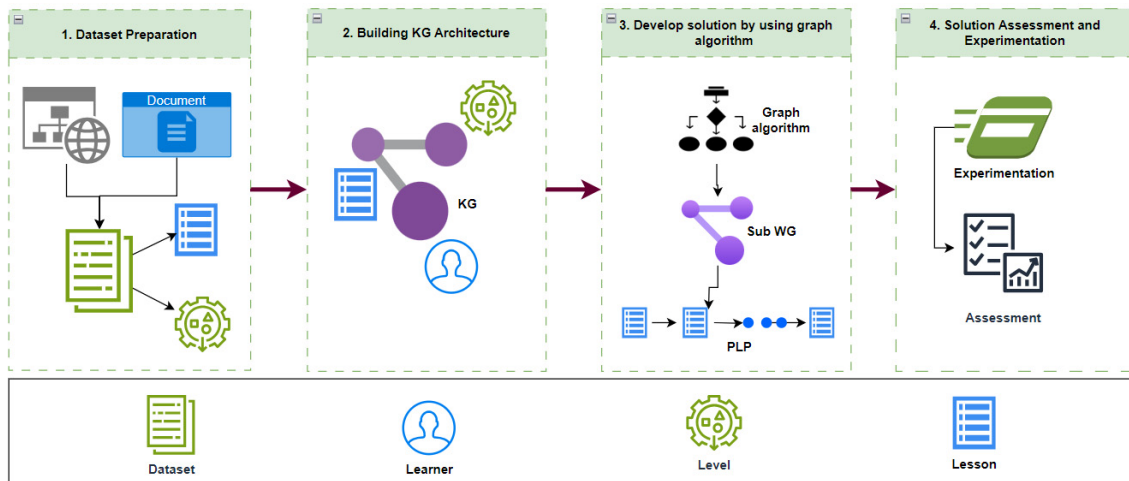 1. Dataset Preparation
2. Building KG Architecture
3. Develop solution by using graph
algorithm
4. Solution Assessment and
Experimentation
Document
KG
Graph
algorithm
Sub WG
PLP
Experimentation
Assessment
Dataset
Learner
Level
Lesson